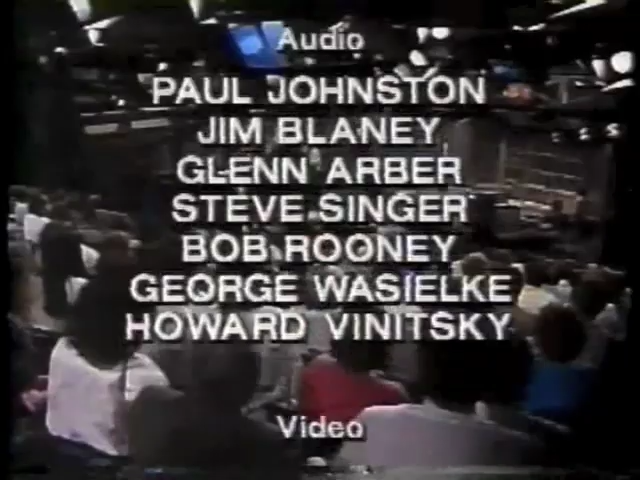 Audio
PAUL JOHNSTON
JIM BLANEY
GLENN ARBER
STEVE SINGER
BOB ROONEY
GEORGE WASIELKE
HOWARD VINITSKY
Video